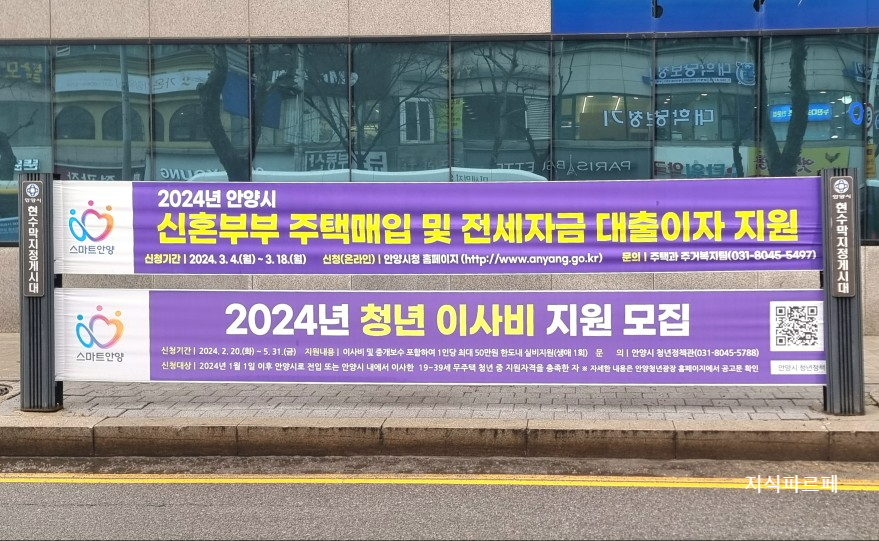 2024년 안양시
신혼부부 주택매입 및 전세자금 대출이자 지원
신청기간 | 2024. 3. 4.(월) ~ 3. 18.(월) 신청(온라인) | 안양시청 홈페이지 (http://www.anyang.go.kr) 문의 | 주택과 주거복지팀(031-8045-5497)
스마트안양
안양시
현수막지정게시대
안양시
현수막지정게시대
2024년 청년 이사비 지원 모집
신청기간 | 2024. 2. 20.(화) ~ 5. 31.(금) 지원내용 | 이사비 및 중개보수 포함하여 1인당 최대 50만원 한도내 실비지원(생애 1회) 문 의 | 안양시 청년정책관(031-8045-5788)
신청대상 | 2024년 1월 1일 이후 안양시로 전입 또는 안양시 내에서 이사한 19~39세 무주택 청년 중 지원자격을 충족한 자 ※ 자세한 내용은 안양청년광장 홈페이지에서 공고문 확인
스마트안양
안양시 청년정책
대학당보청기
PARIS BAGUETTE
지식파르페